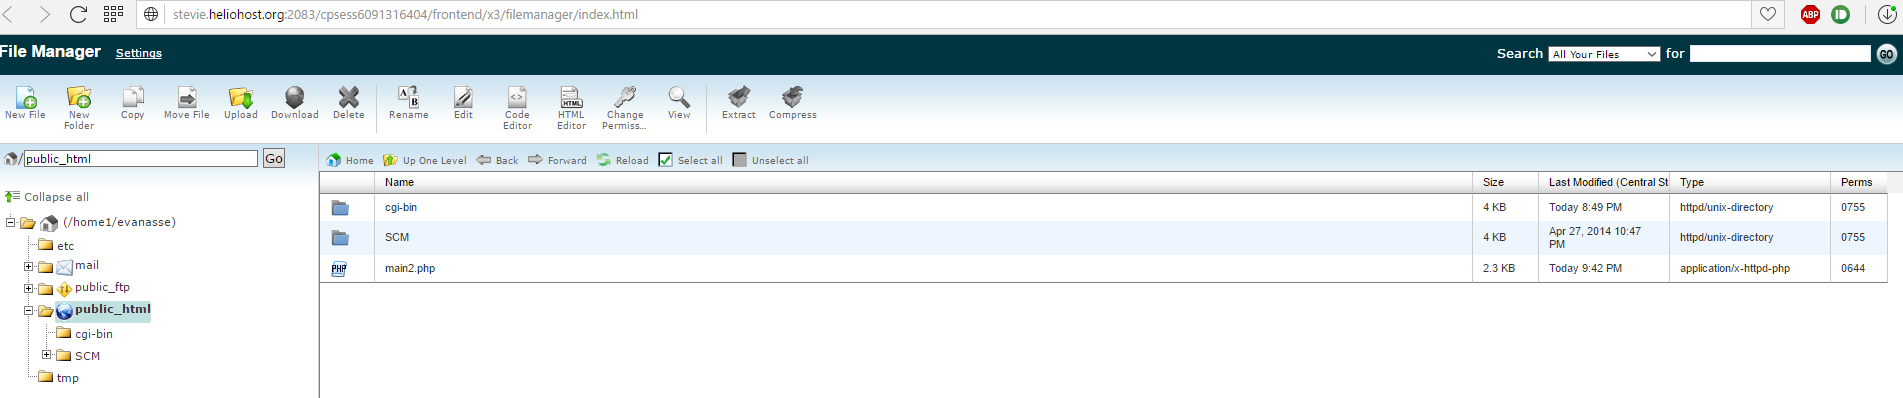 stevie.heliohost.org:2083/cpsess6091316404/frontend/x3/filemanager/index.html
ABP
File Manager Settings
Search All Your Files for GO
New File
New Folder
Copy
Move File
Upload
Download
Delete
A B
Rename
Edit
Code Editor
HTML
HTML Editor
Change Permiss...
View
Extract
Compress
/public_html Go
Home Up One Level Back Forward Reload Select all Unselect all
Collapse all
(/home1/evanasse)
etc
mail
public_ftp
public_html
cgi-bin
SCM
tmp
Name Size Last Modified (Central St Type Perms
cgi-bin 4 KB Today 8:49 PM httpd/unix-directory 0755
SCM 4 KB Apr 27, 2014 10:47 PM httpd/unix-directory 0755
PHP main2.php 2.3 KB Today 9:42 PM application/x-httpd-php 0644